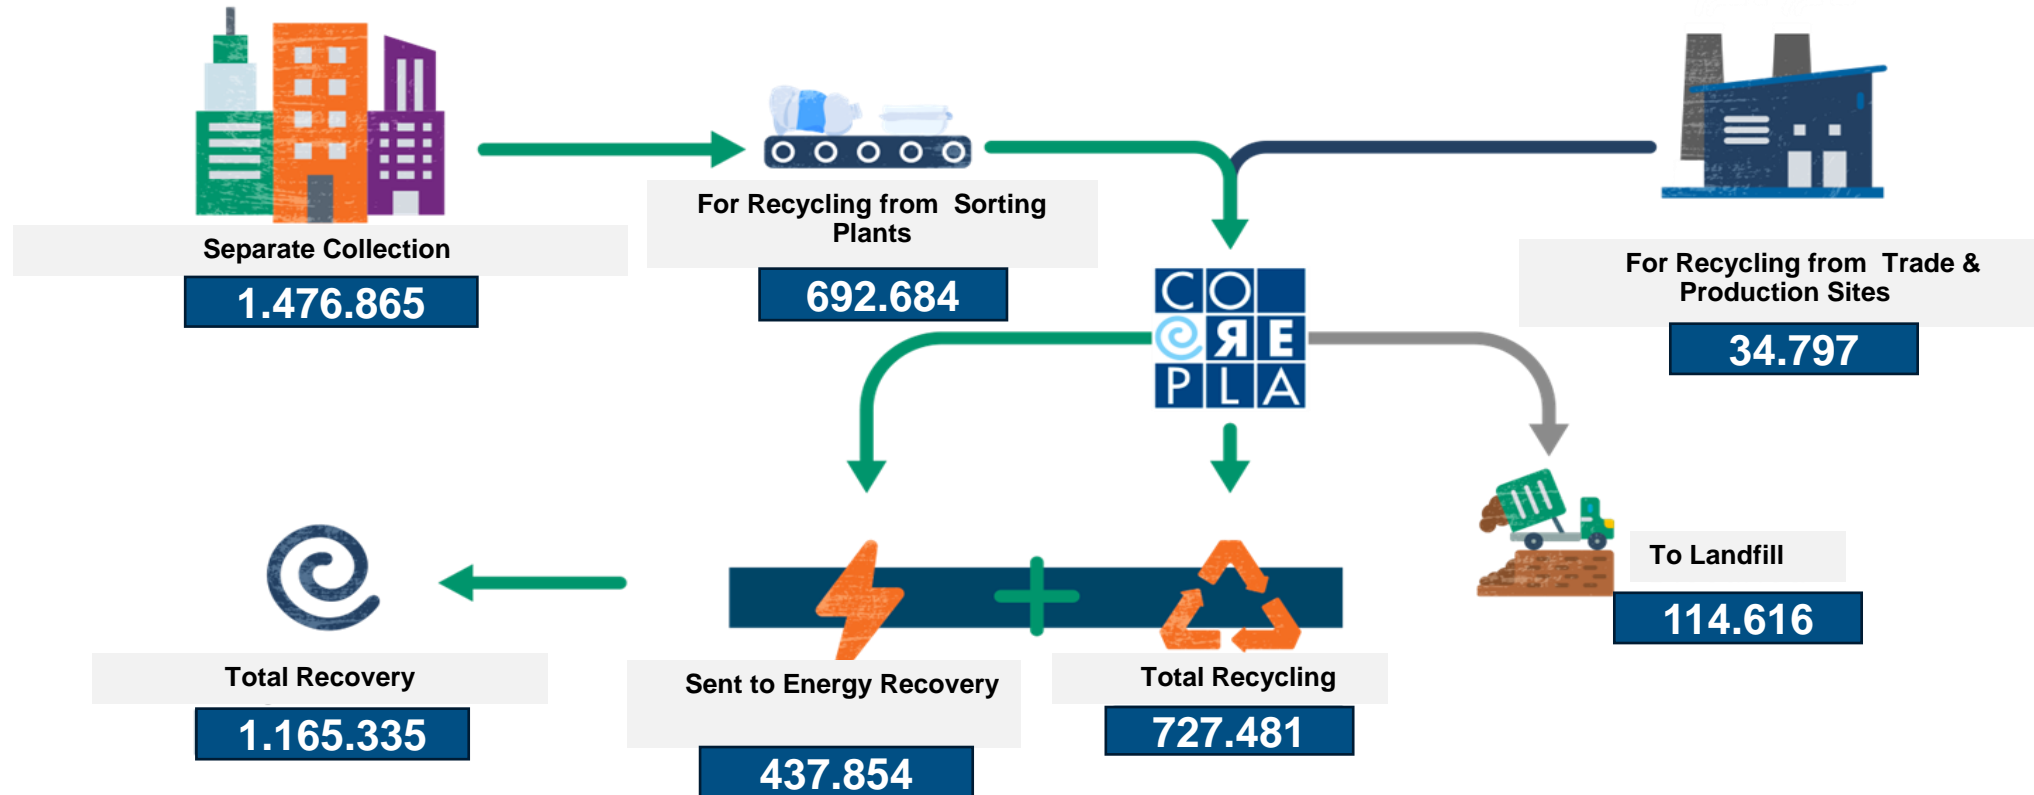 Separate Collection
1.476.865
For Recycling from Sorting
Plants
692.684
For Recycling from Trade &
Production Sites
34.797
CO
RE
PLA
To Landfill
114.616
Total Recovery
1.165.335
Sent to Energy Recovery
437.854
Total Recycling
727.481